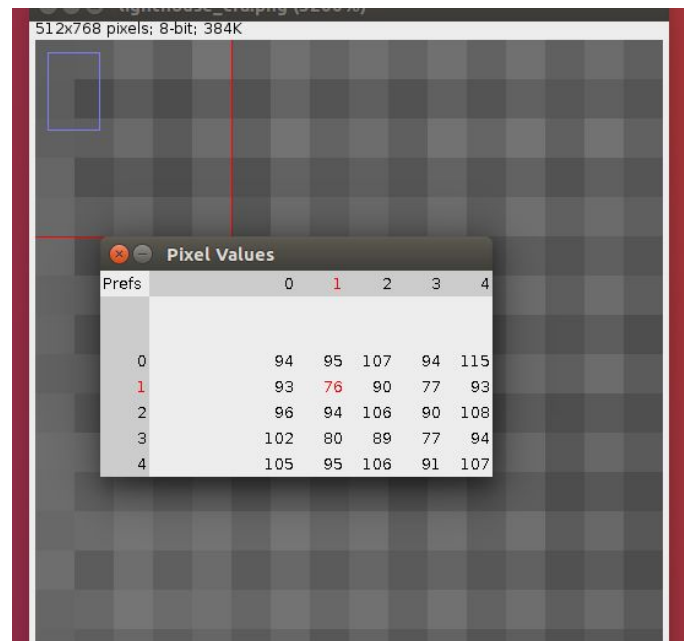 512x768 pixels; 8-bit; 384K
Pixel Values
Prefs 0 1 2 3 4
0 94 95 107 94 115
1 93 76 90 77 93
2 96 94 106 90 108
3 102 80 89 77 94
4 105 95 106 91 107